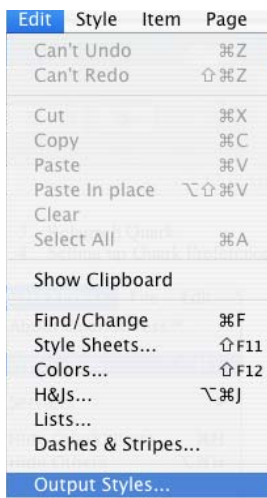 Edit Style Item Page
Can't Undo ⌘Z
Can't Redo ⇧⌘Z
Cut ⌘X
Copy ⌘C
Paste ⌘V
Paste In place ⌥⇧⌘V
Clear
Select All ⌘A
Show Clipboard
Find/Change ⌘F
Style Sheets... ⇧F11
Colors... ⇧F12
H&Js... ⌥⌘J
Lists...
Dashes & Stripes...
Output Styles...